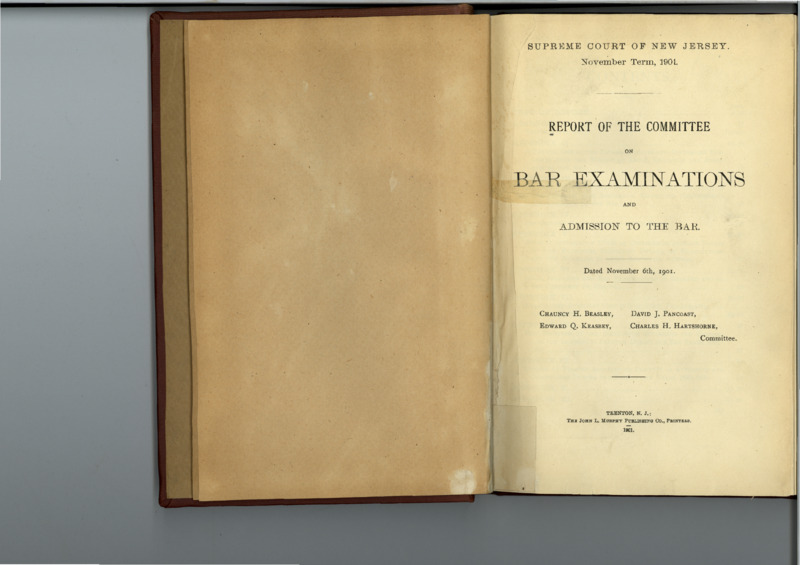 SUPREME COURT OF NEW JERSEY.
November Term, 1901.
REPORT OF THE COMMITTEE
ON
BAR EXAMINATIONS
AND
ADMISSION TO THE BAR.
Dated November 6th, 1901.
CHAUNCY H. BEASLEY, DAVID J. PANCOAST,
EDWARD Q. KEASBEY, CHARLES H. HARTSHORNE,
Committee.
TRENTON, N. J.:
THE JOHN L. MURPHY PUBLISHING CO., PRINTERS.
1901.